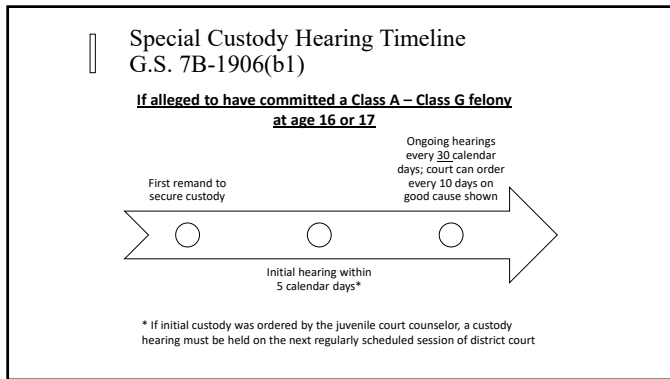 Special Custody Hearing Timeline
G.S. 7B-1906(b1)
If alleged to have committed a Class A – Class G felony
at age 16 or 17
First remand to
secure custody
Initial hearing within
5 calendar days*
Ongoing hearings
every 30 calendar
days; court can order
every 10 days on
good cause shown
* If initial custody was ordered by the juvenile court counselor, a custody
hearing must be held on the next regularly scheduled session of district court